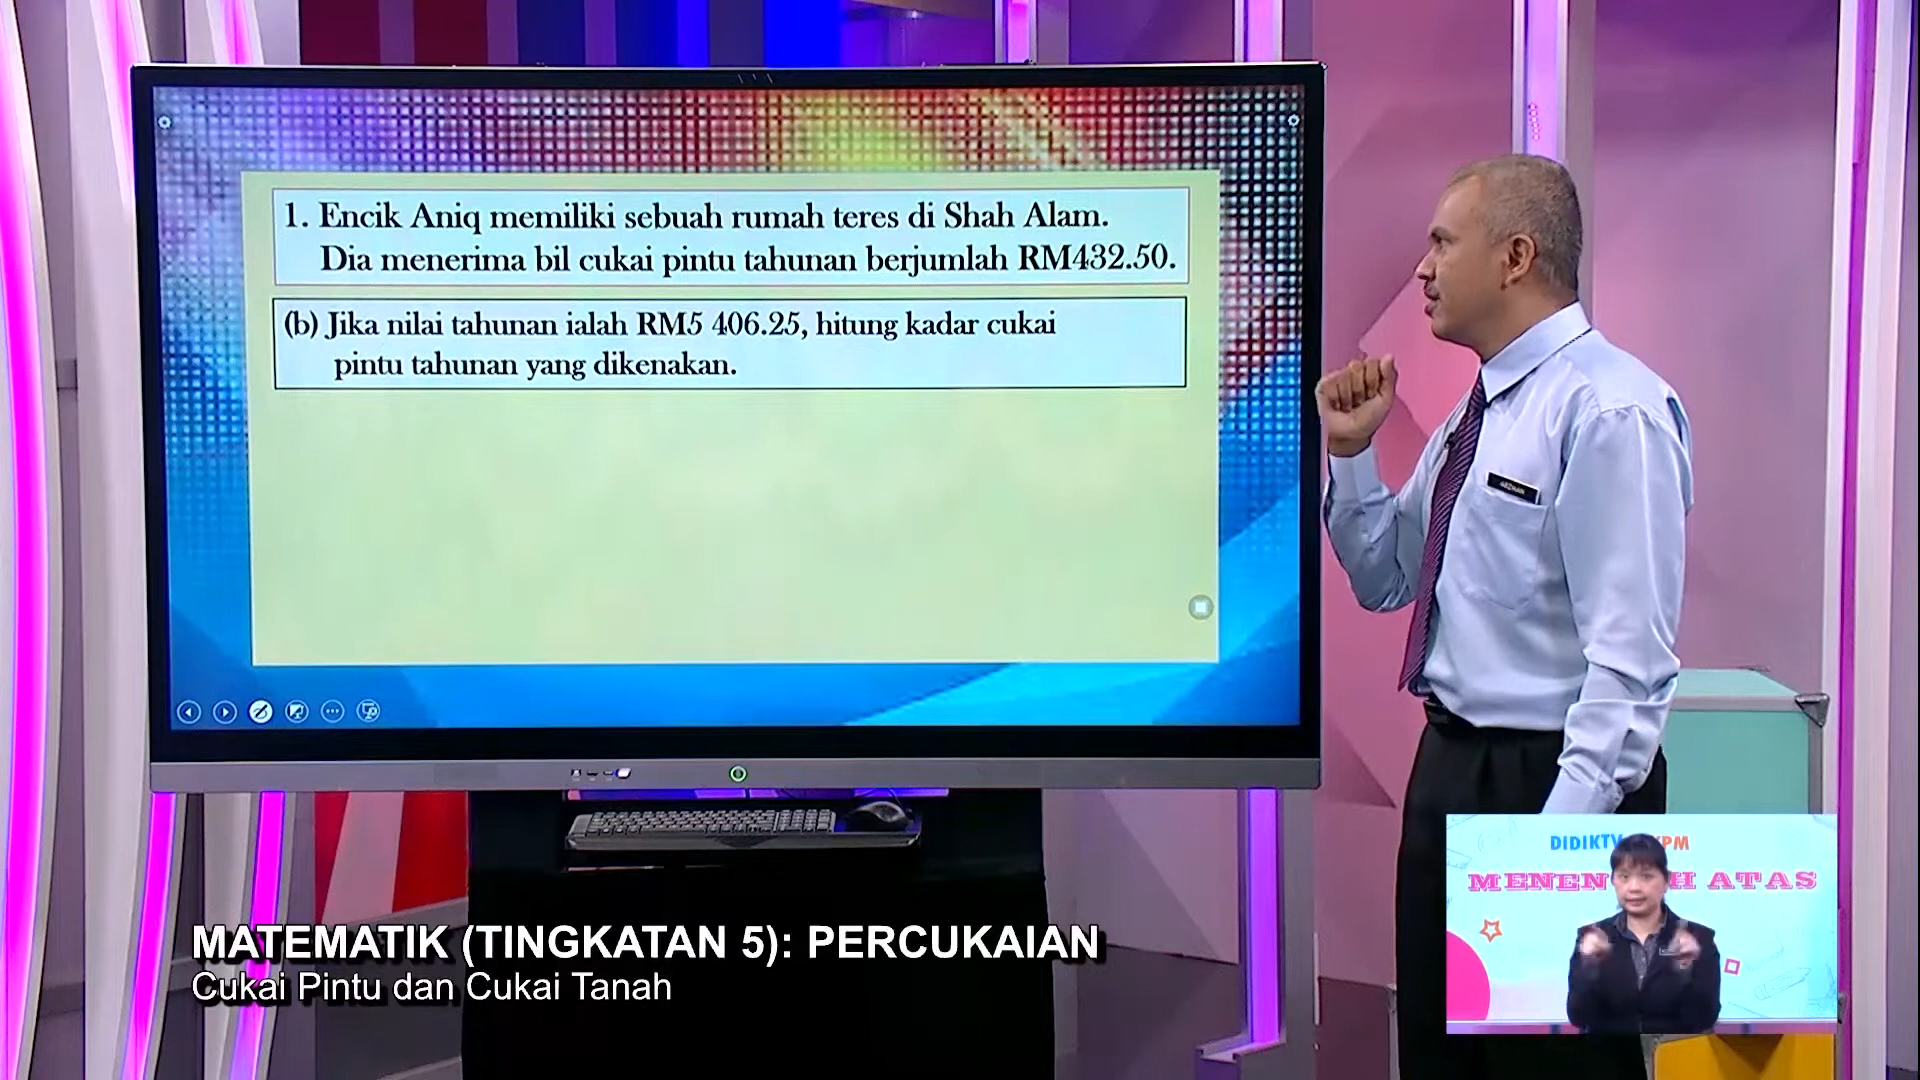 1. Encik Aniq memiliki sebuah rumah teres di Shah Alam.
Dia menerima bil cukai pintu tahunan berjumlah RM432.50.
(b) Jika nilai tahunan ialah RM5 406.25, hitung kadar cukai
pintu tahunan yang dikenakan.
MATEMATIK (TINGKATAN 5): PERCUKAIAN
Cukai Pintu dan Cukai Tanah
DIDIKTV
ATAS